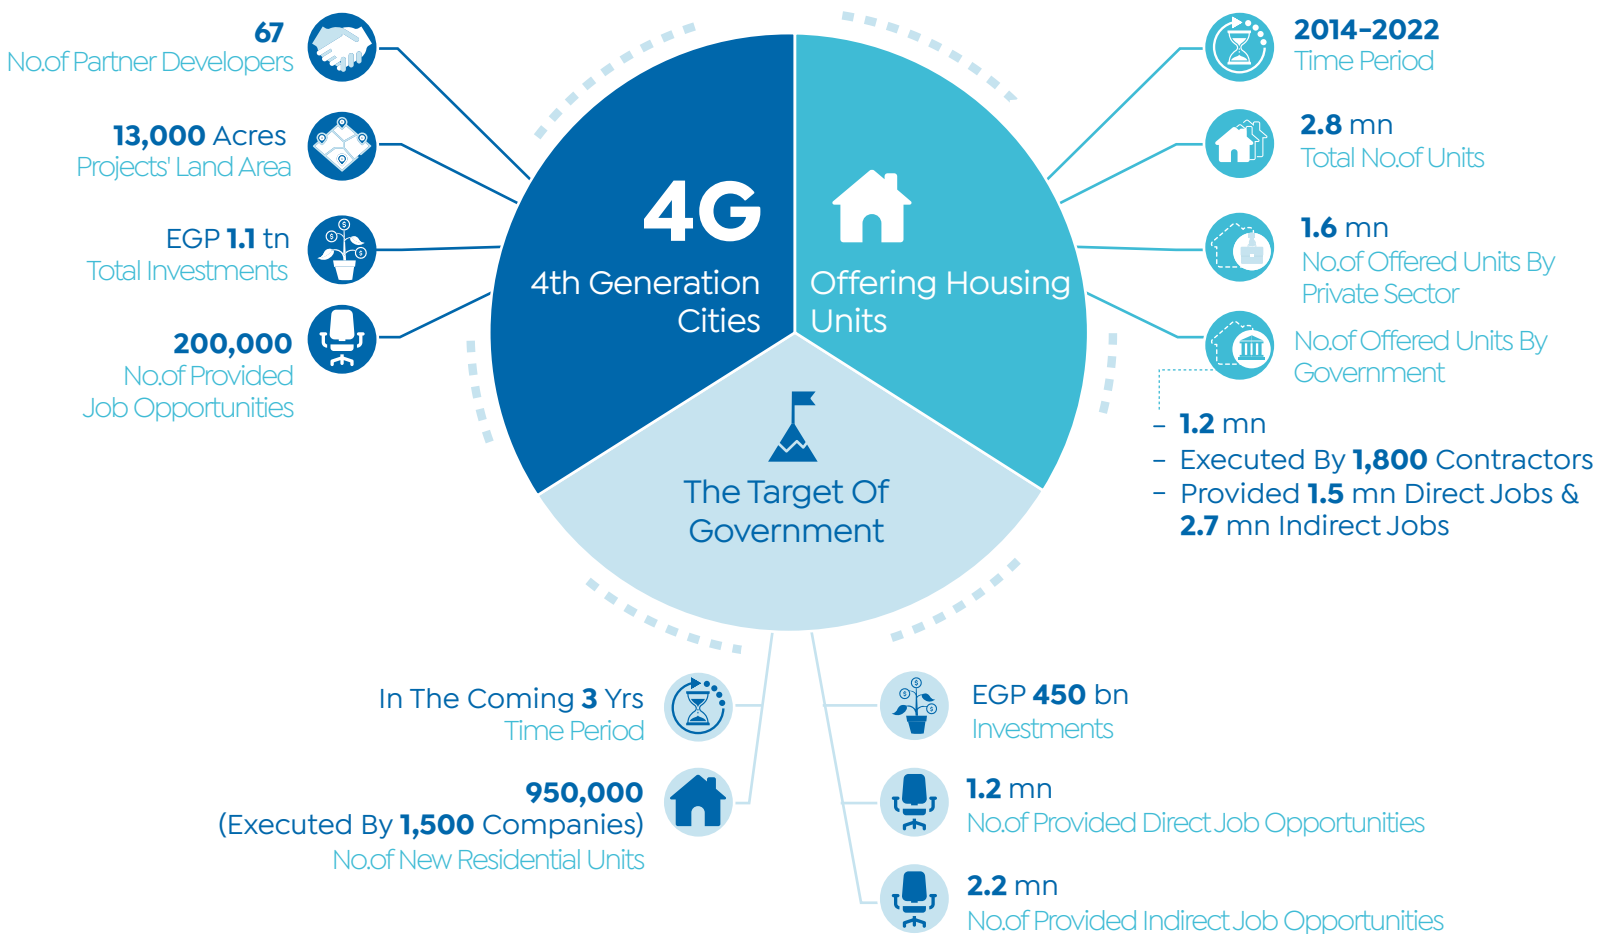 67
No.of Partner Developers
13,000 Acres
Projects' Land Area
EGP 1.1 tn
Total Investments
200,000
No.of Provided
Job Opportunities
4G
4th Generation
Cities
Offering Housing
Units
The Target Of
Government
2014-2022
Time Period
2.8 mn
Total No.of Units
1.6 mn
No.of Offered Units By
Private Sector
No.of Offered Units By
Government
- 1.2 mn
- Executed By 1,800 Contractors
- Provided 1.5 mn Direct Jobs &
2.7 mn Indirect Jobs
In The Coming 3 Yrs
Time Period
950,000
(Executed By 1,500 Companies)
No.of New Residential Units
EGP 450 bn
Investments
1.2 mn
No.of Provided Direct Job Opportunities
2.2 mn
No.of Provided Indirect Job Opportunities